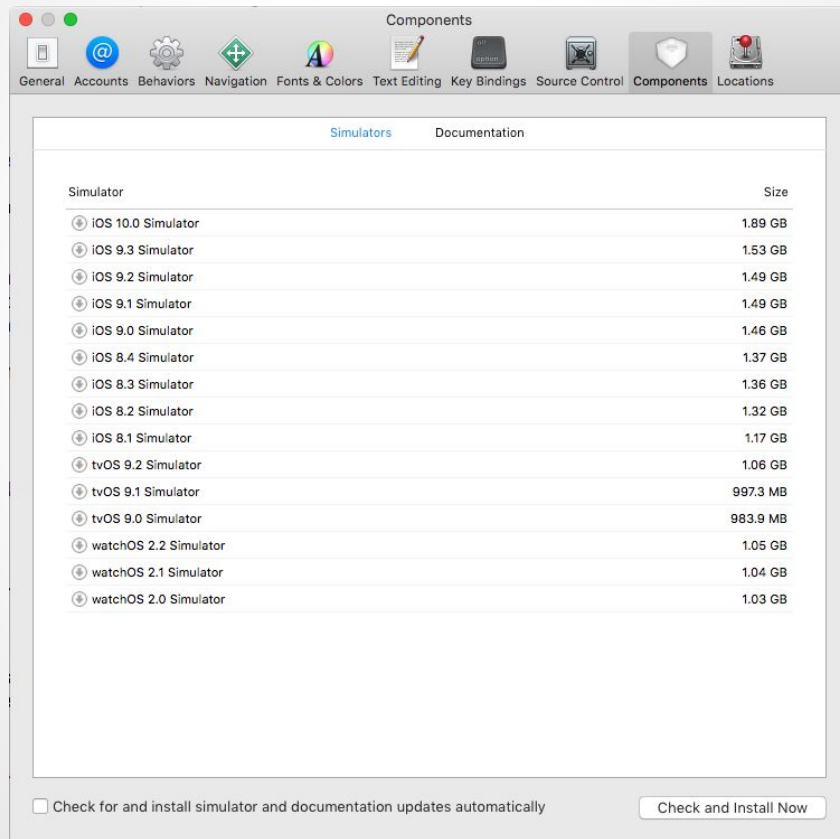 Components
General Accounts Behaviors Navigation Fonts & Colors Text Editing Key Bindings Source Control Components Locations
Simulators Documentation
Simulator Size
iOS 10.0 Simulator 1.89 GB
iOS 9.3 Simulator 1.53 GB
iOS 9.2 Simulator 1.49 GB
iOS 9.1 Simulator 1.49 GB
iOS 9.0 Simulator 1.46 GB
iOS 8.4 Simulator 1.37 GB
iOS 8.3 Simulator 1.36 GB
iOS 8.2 Simulator 1.32 GB
iOS 8.1 Simulator 1.17 GB
tvOS 9.2 Simulator 1.06 GB
tvOS 9.1 Simulator 997.3 MB
tvOS 9.0 Simulator 983.9 MB
watchOS 2.2 Simulator 1.05 GB
watchOS 2.1 Simulator 1.04 GB
watchOS 2.0 Simulator 1.03 GB
Check for and install simulator and documentation updates automatically Check and Install Now